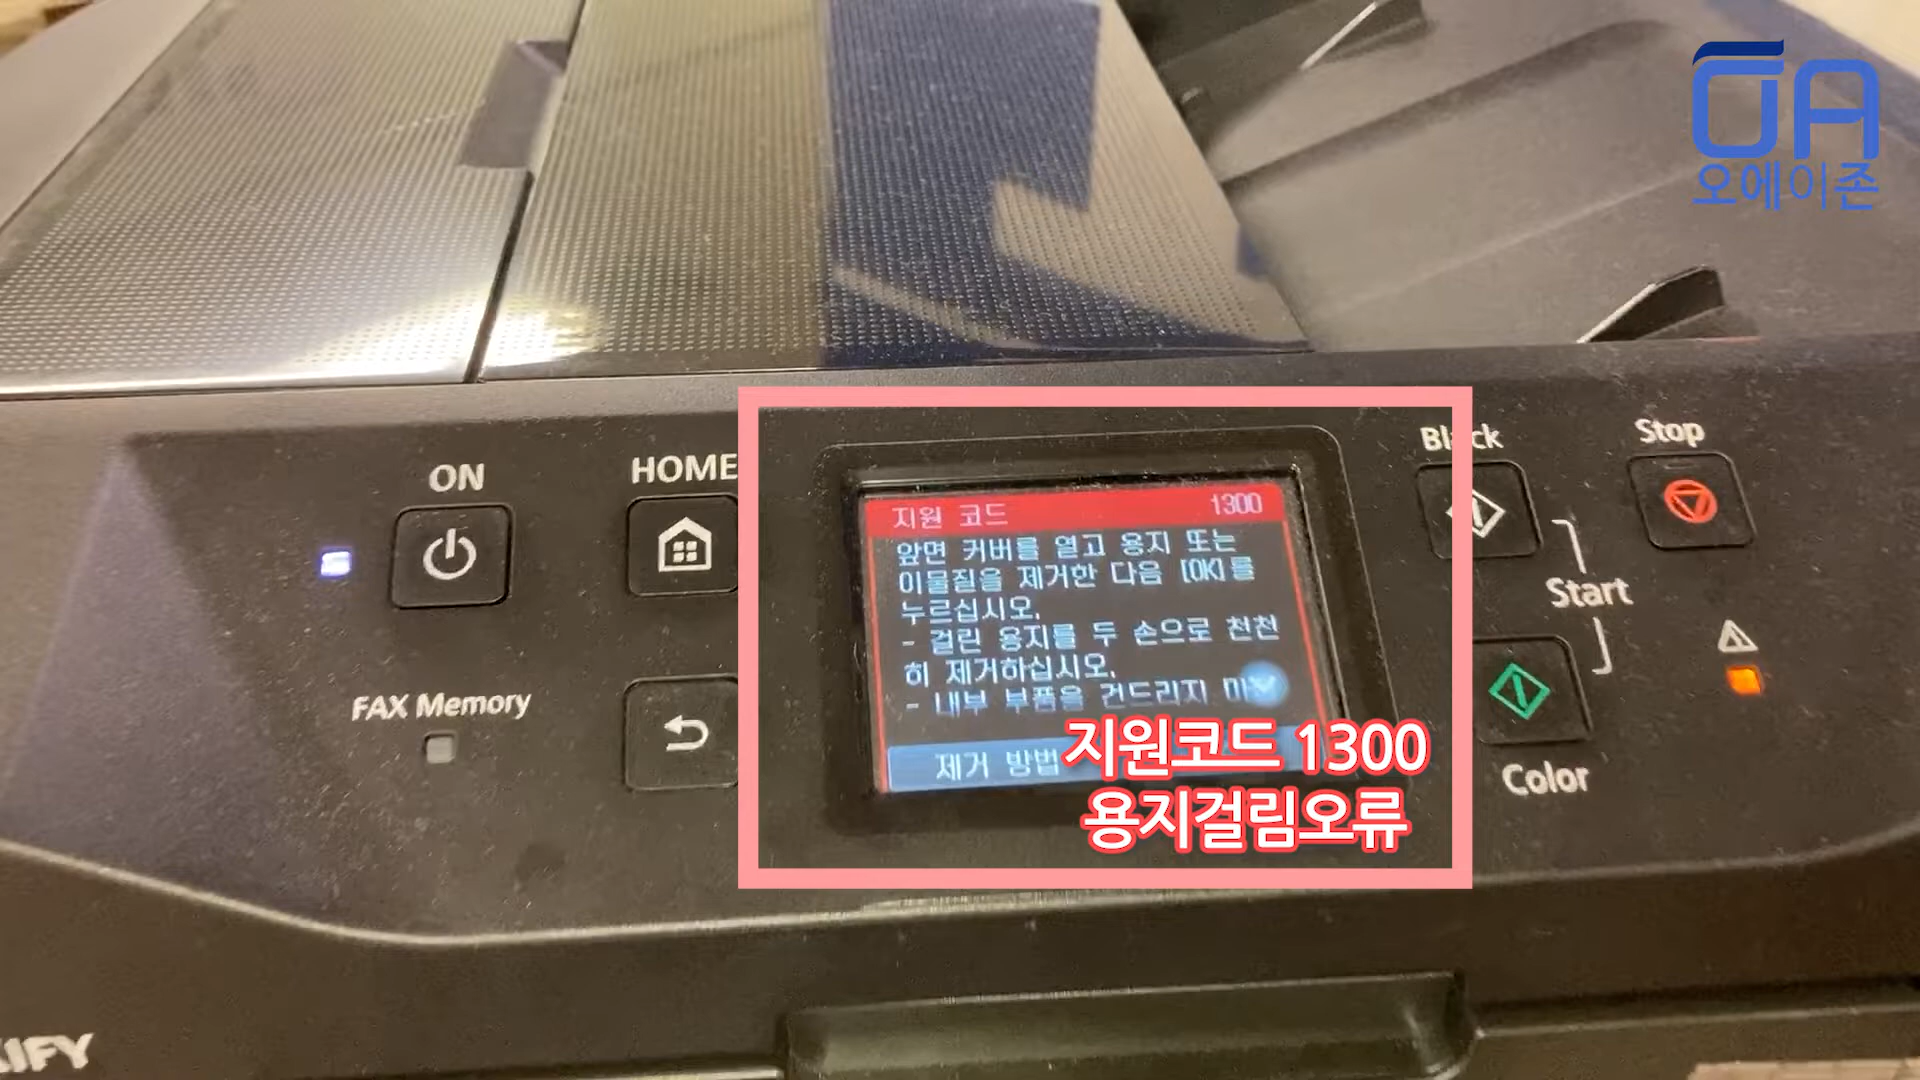 OA
오에이존
ON
HOME
Black
Stop
지원 코드 1300
앞면 커버를 열고 용지 또는
이물질을 제거한 다음 [OK]를
누르십시오.
- 걸린 용지를 두 손으로 천천
히 제거하십시오.
- 내부 부품을 건드리지
제거 방법
Start
FAX Memory
Color
지원코드 1300
용지걸림오류